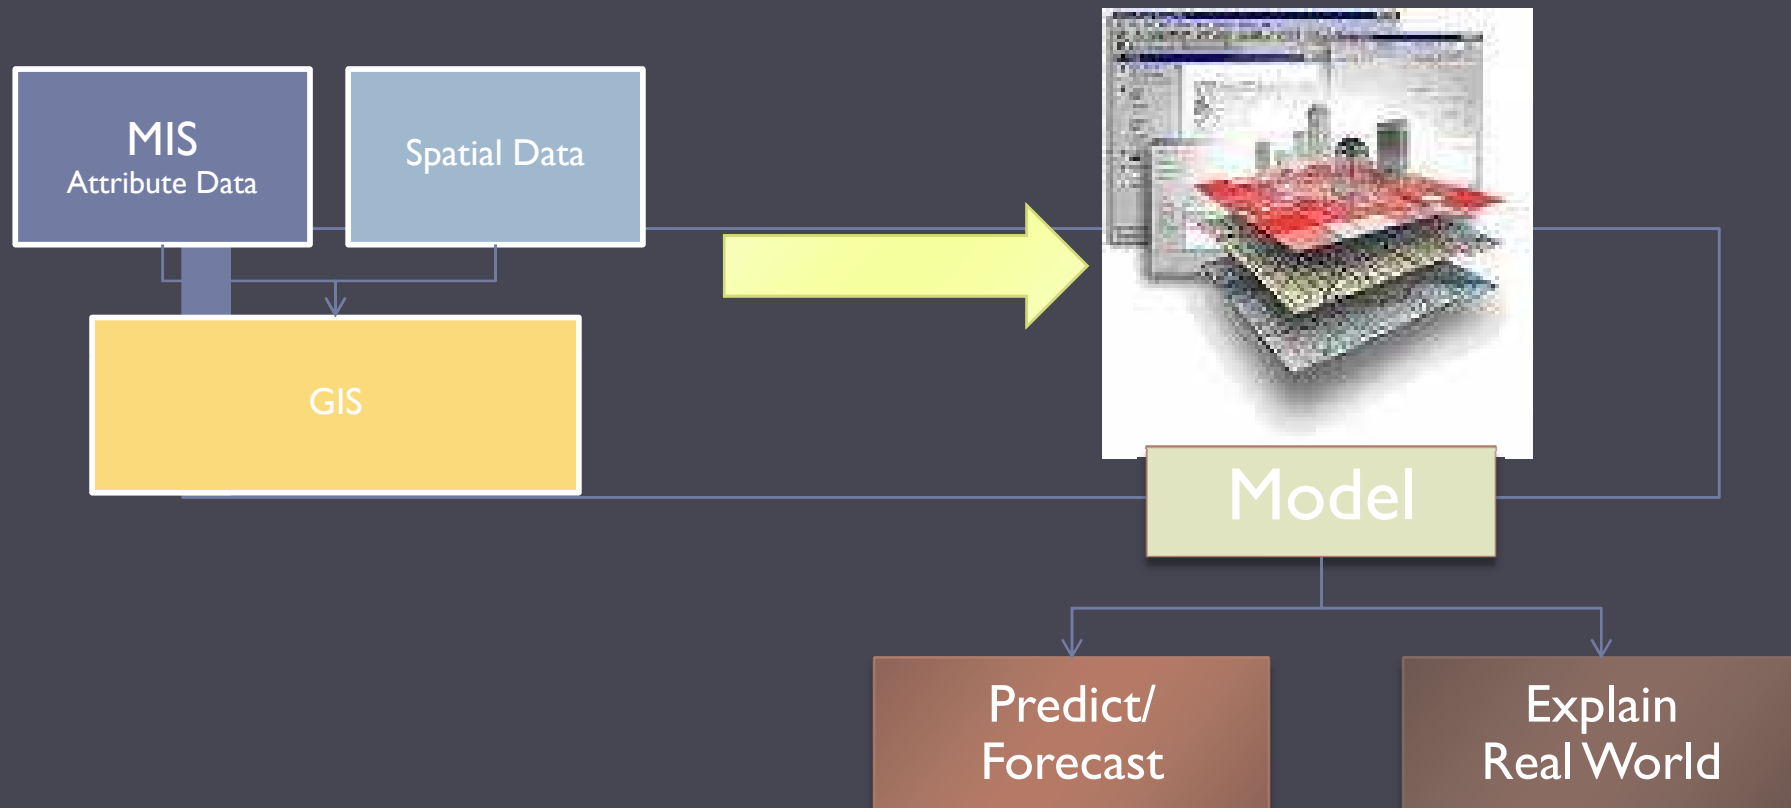 MIS
Attribute Data
Spatial Data
GIS
Model
Predict/
Forecast
Explain
Real World